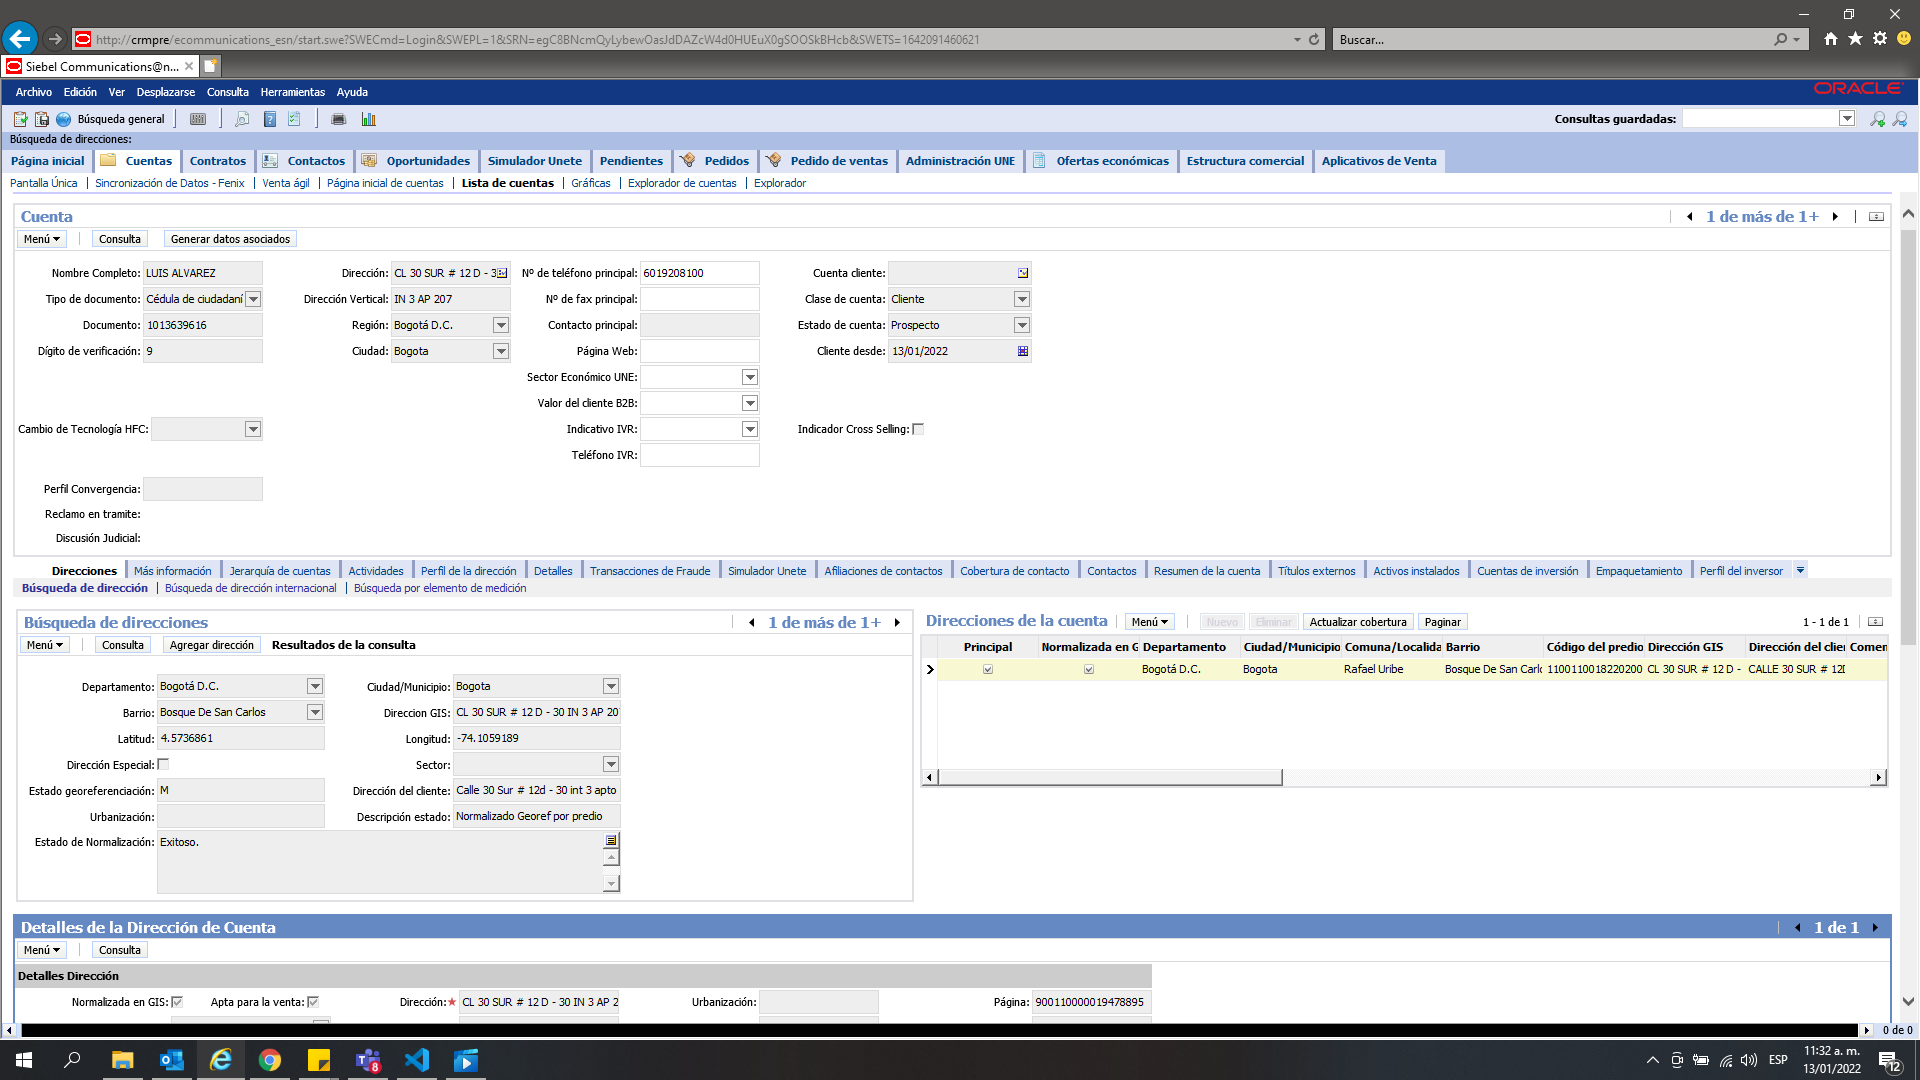 http://crmpre/ecommunications_esn/start.swe?SWECmd=Login&SWEPL=1&SRN=egC8BNcmQyLybewOasJdDAZcW4d0HUEuX0gSOOSkBHcb&SWETS=1642091460621
Buscar...
Siebel Communications@n...
Archivo Edición Ver Desplazarse Consulta Herramientas Ayuda
ORACLE
Búsqueda general
Consultas guardadas:
Búsqueda de direcciones:
Página inicial Cuentas Contratos Contactos Oportunidades Simulador Unete Pendientes Pedidos Pedido de ventas Administración UNE Ofertas económicas Estructura comercial Aplicativos de Venta
Pantalla Única Sincronización de Datos - Fenix Venta ágil Página inicial de cuentas Lista de cuentas Gráficas Explorador de cuentas Explorador
Cuenta
1 de más de 1+
Menú Consulta Generar datos asociados
Nombre Completo: LUIS ALVAREZ Dirección: CL 30 SUR # 12 D - 3 Nº de teléfono principal: 6019208100 Cuenta cliente:
Tipo de documento: Cédula de ciudadaní Dirección Vertical: IN 3 AP 207 Nº de fax principal: Clase de cuenta: Cliente
Documento: 1013639616 Región: Bogotá D.C. Contacto principal: Estado de cuenta: Prospecto
Dígito de verificación: 9 Ciudad: Bogota Página Web: Cliente desde: 13/01/2022
Sector Económico UNE:
Valor del cliente B2B:
Cambio de Tecnología HFC: Indicativo IVR: Indicador Cross Selling:
Teléfono IVR:
Perfil Convergencia:
Reclamo en tramite:
Discusión Judicial:
Direcciones Más información Jerarquía de cuentas Actividades Perfil de la dirección Detalles Transacciones de Fraude Simulador Unete Afiliaciones de contactos Cobertura de contacto Contactos Resumen de la cuenta Títulos externos Activos instalados Cuentas de inversión Empaquetamiento Perfil del inversor
Búsqueda de dirección Búsqueda de dirección internacional Búsqueda por elemento de medición
Búsqueda de direcciones
1 de más de 1+
Menú Consulta Agregar dirección Resultados de la consulta
Departamento: Bogotá D.C. Ciudad/Municipio: Bogota
Barrio: Bosque De San Carlos Direccion GIS: CL 30 SUR # 12 D - 30 IN 3 AP 20
Latitud: 4.5736861 Longitud: -74.1059189
Dirección Especial: Sector:
Estado georeferenciación: M Dirección del cliente: Calle 30 Sur # 12d - 30 int 3 apto
Urbanización: Descripción estado: Normalizado Georef por predio
Estado de Normalización: Exitoso.
Direcciones de la cuenta Menú Nuevo Eliminar Actualizar cobertura Paginar 1 - 1 de 1
Principal Normalizada en G Departamento Ciudad/Municipio Comuna/Localida Barrio Código del predio Dirección GIS Dirección del clie Comen
Bogotá D.C. Bogota Rafael Uribe Bosque De San Carlo 1100110018220200 CL 30 SUR # 12 D - CALLE 30 SUR # 12D
Detalles de la Dirección de Cuenta
1 de 1
Menú Consulta
Detalles Dirección
Normalizada en GIS: Apta para la venta: Dirección:* CL 30 SUR # 12 D - 30 IN 3 AP 2 Urbanización: Página: 900110000019478895
0 de 0
8
ESP
11:32 a. m.
13/01/2022
12